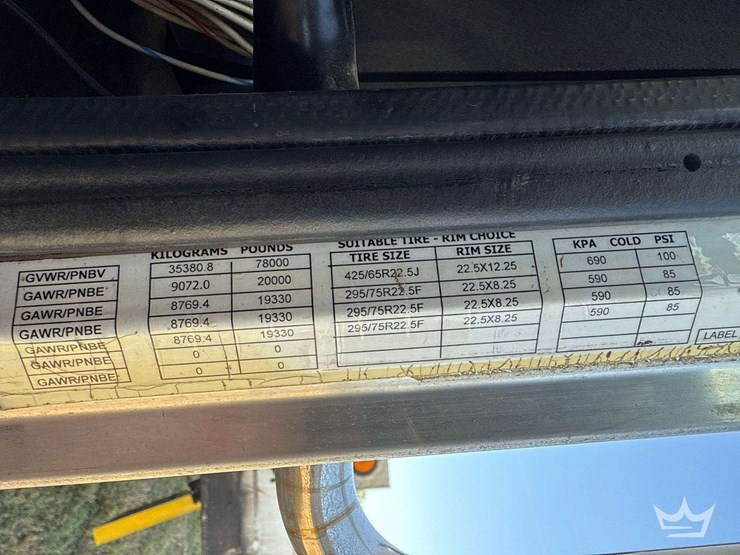 KILOGRAMS POUNDS SUITABLE TIRE - RIM CHOICE
TIRE SIZE RIM SIZE KPA COLD PSI
GVWR/PNBV 35380.8 78000
GAWR/PNBE 9072.0 20000 425/65R22.5J 22.5X12.25 690 100
GAWR/PNBE 8769.4 19330 295/75R22.5F 22.5X8.25 590 85
GAWR/PNBE 8769.4 19330 295/75R22.5F 22.5X8.25 590 85
GAWR/PNBE 8769.4 19330 295/75R22.5F 22.5X8.25 590 85
GAWR/PNBE 0 0
GAWR/PNBE 0 0
LABEL